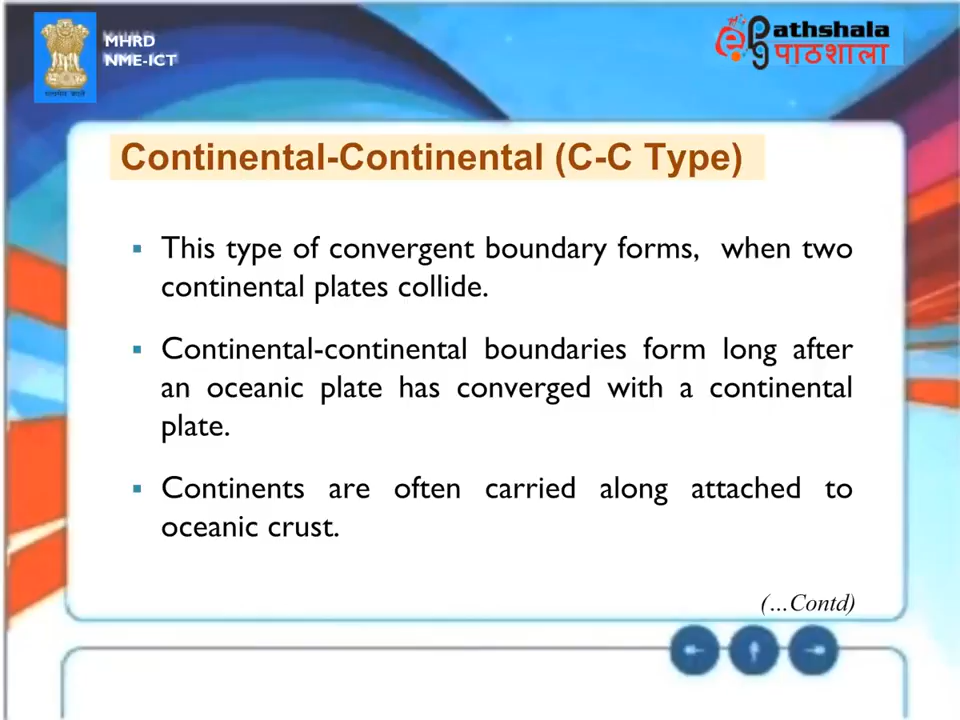 MHRD
NME-ICT
ePG Pathshala
पाठशाला
Continental-Continental (C-C Type)
▪ This type of convergent boundary forms, when two
continental plates collide.
▪ Continental-continental boundaries form long after
an oceanic plate has converged with a continental
plate.
▪ Continents are often carried along attached to
oceanic crust.
(...Contd)